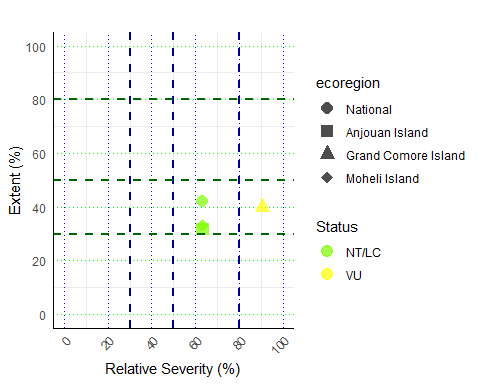 100
80
60
40
20
0
Extent (%)
0
20
40
60
80
100
Relative Severity (%)
ecoregion
National
Anjouan Island
Grand Comore Island
Moheli Island
Status
NT/LC
VU